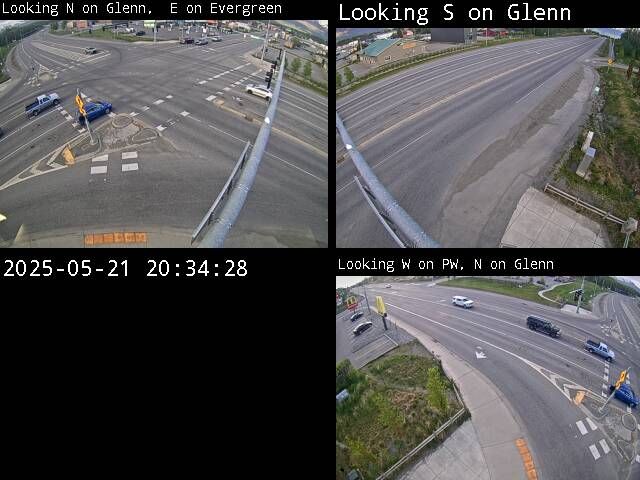 Looking N on Glenn,  E on Evergreen
Looking S on Glenn
2025-05-21 20:34:28
Looking W on PW, N on Glenn